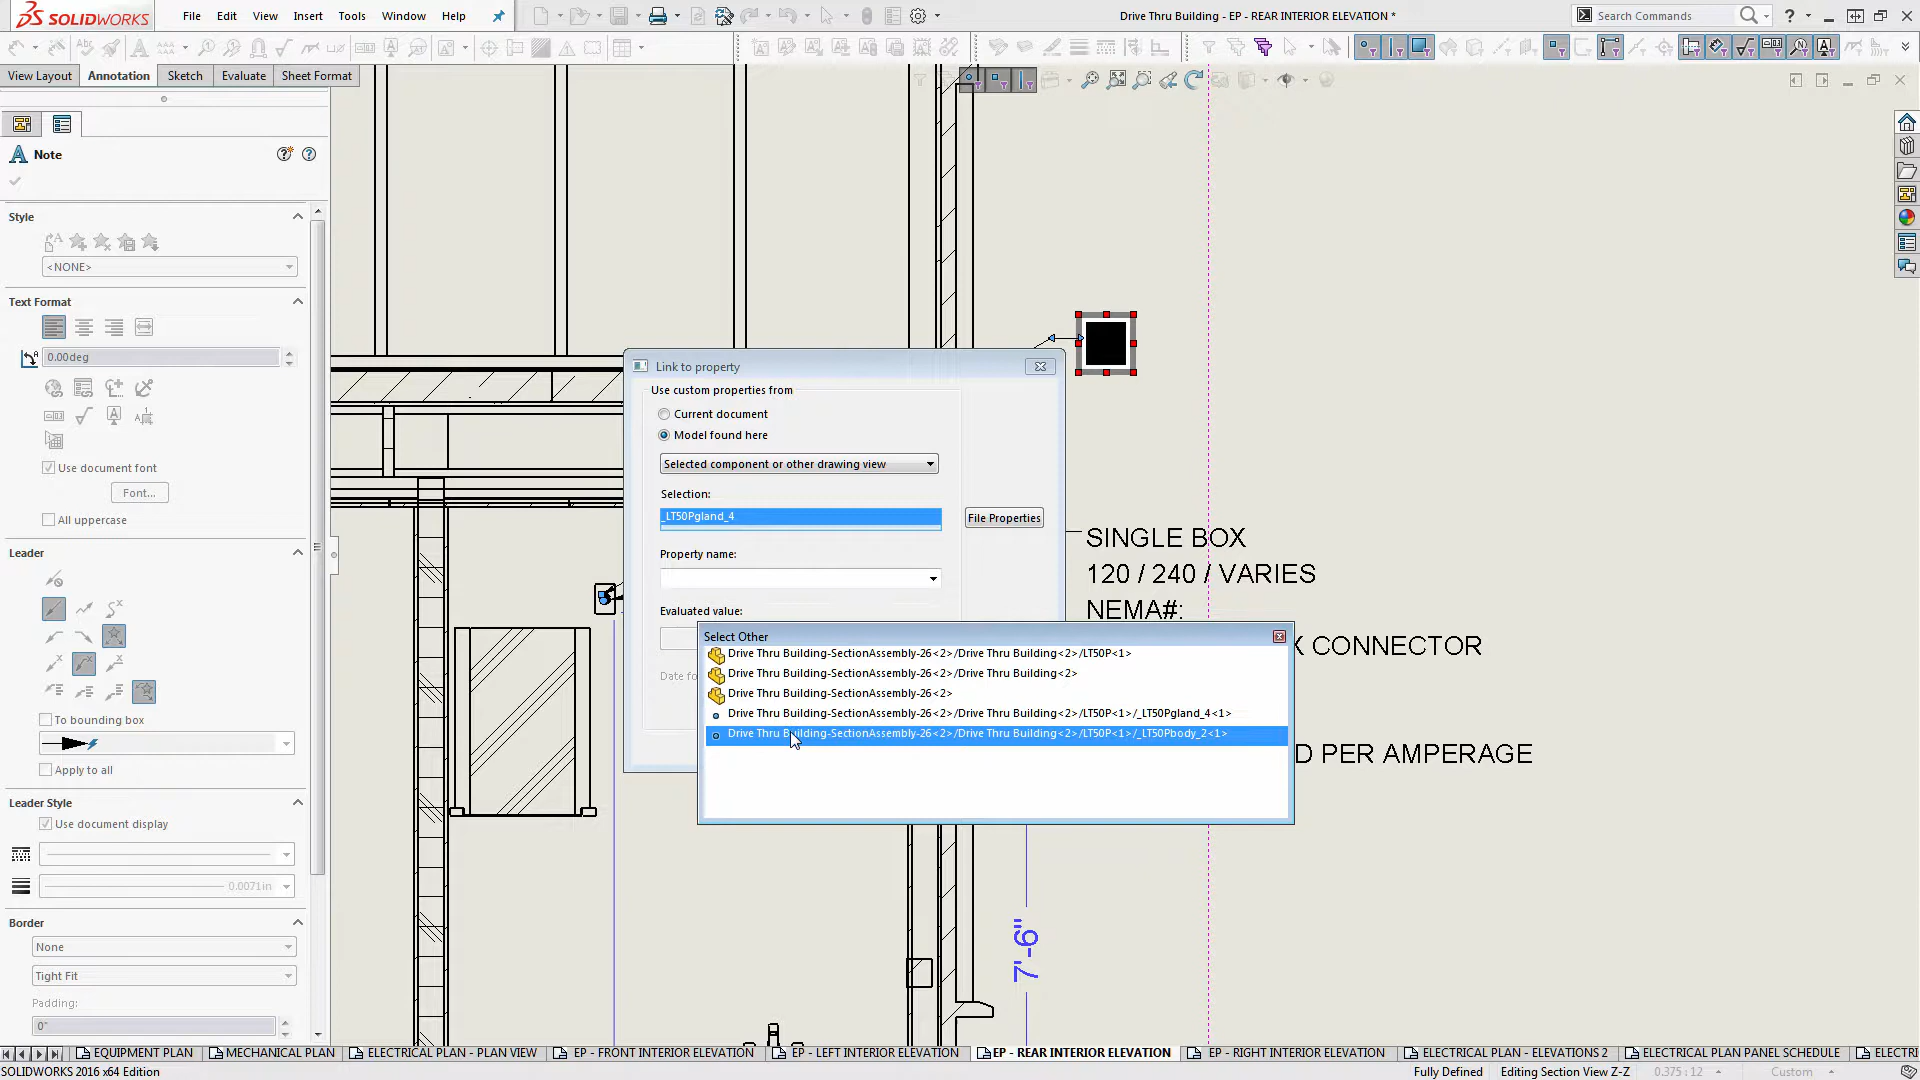 SOLIDWORKS
File Edit View Insert Tools Window Help
Drive Thru Building - EP - REAR INTERIOR ELEVATION *
Search Commands
View Layout Annotation Sketch Evaluate Sheet Format
Note
Style
<NONE>
Text Format
0.00deg
Use document font
Font...
All uppercase
Leader
To bounding box
Apply to all
Leader Style
Use document display
0.0071in
Border
None
Tight Fit
Padding:
0"
Link to property
Use custom properties from
Current document
Model found here
Selected component or other drawing view
Selection:
_LT50Pgland_4
File Properties
Property name:
Evaluated value:
Date fo
Select Other
Drive Thru Building-SectionAssembly-26<2>/Drive Thru Building<2>/LT50P<1>
Drive Thru Building-SectionAssembly-26<2>/Drive Thru Building<2>
Drive Thru Building-SectionAssembly-26<2>
Drive Thru Building-SectionAssembly-26<2>/Drive Thru Building<2>/LT50P<1>/_LT50Pgland_4<1>
Drive Thru Building-SectionAssembly-26<2>/Drive Thru Building<2>/LT50P<1>/_LT50Pbody_2<1>
SINGLE BOX
120 / 240 / VARIES
NEMA#:
X CONNECTOR
D PER AMPERAGE
7'-6"
EQUIPMENT PLAN MECHANICAL PLAN ELECTRICAL PLAN - PLAN VIEW EP - FRONT INTERIOR ELEVATION EP - LEFT INTERIOR ELEVATION EP - REAR INTERIOR ELEVATION EP - RIGHT INTERIOR ELEVATION ELECTRICAL PLAN - ELEVATIONS 2 ELECTRICAL PLAN PANEL SCHEDULE ELECTRI
SOLIDWORKS 2016 x64 Edition
Fully Defined Editing Section View Z-Z 0.375 : 12 Custom